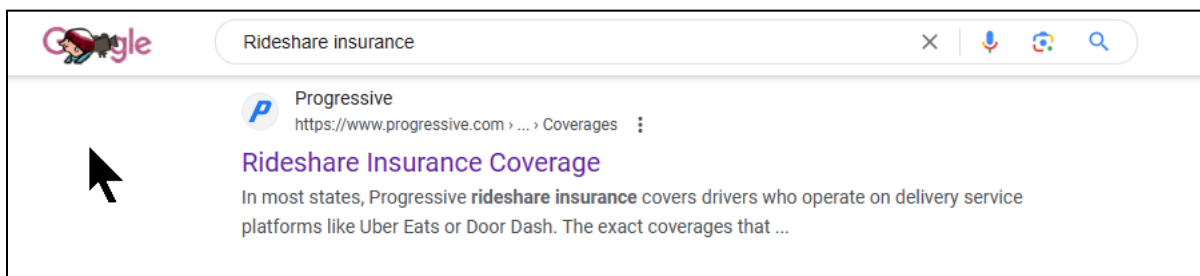 Google
Rideshare insurance
Progressive
https://www.progressive.com › ... › Coverages
Rideshare Insurance Coverage
In most states, Progressive rideshare insurance covers drivers who operate on delivery service
platforms like Uber Eats or Door Dash. The exact coverages that ...